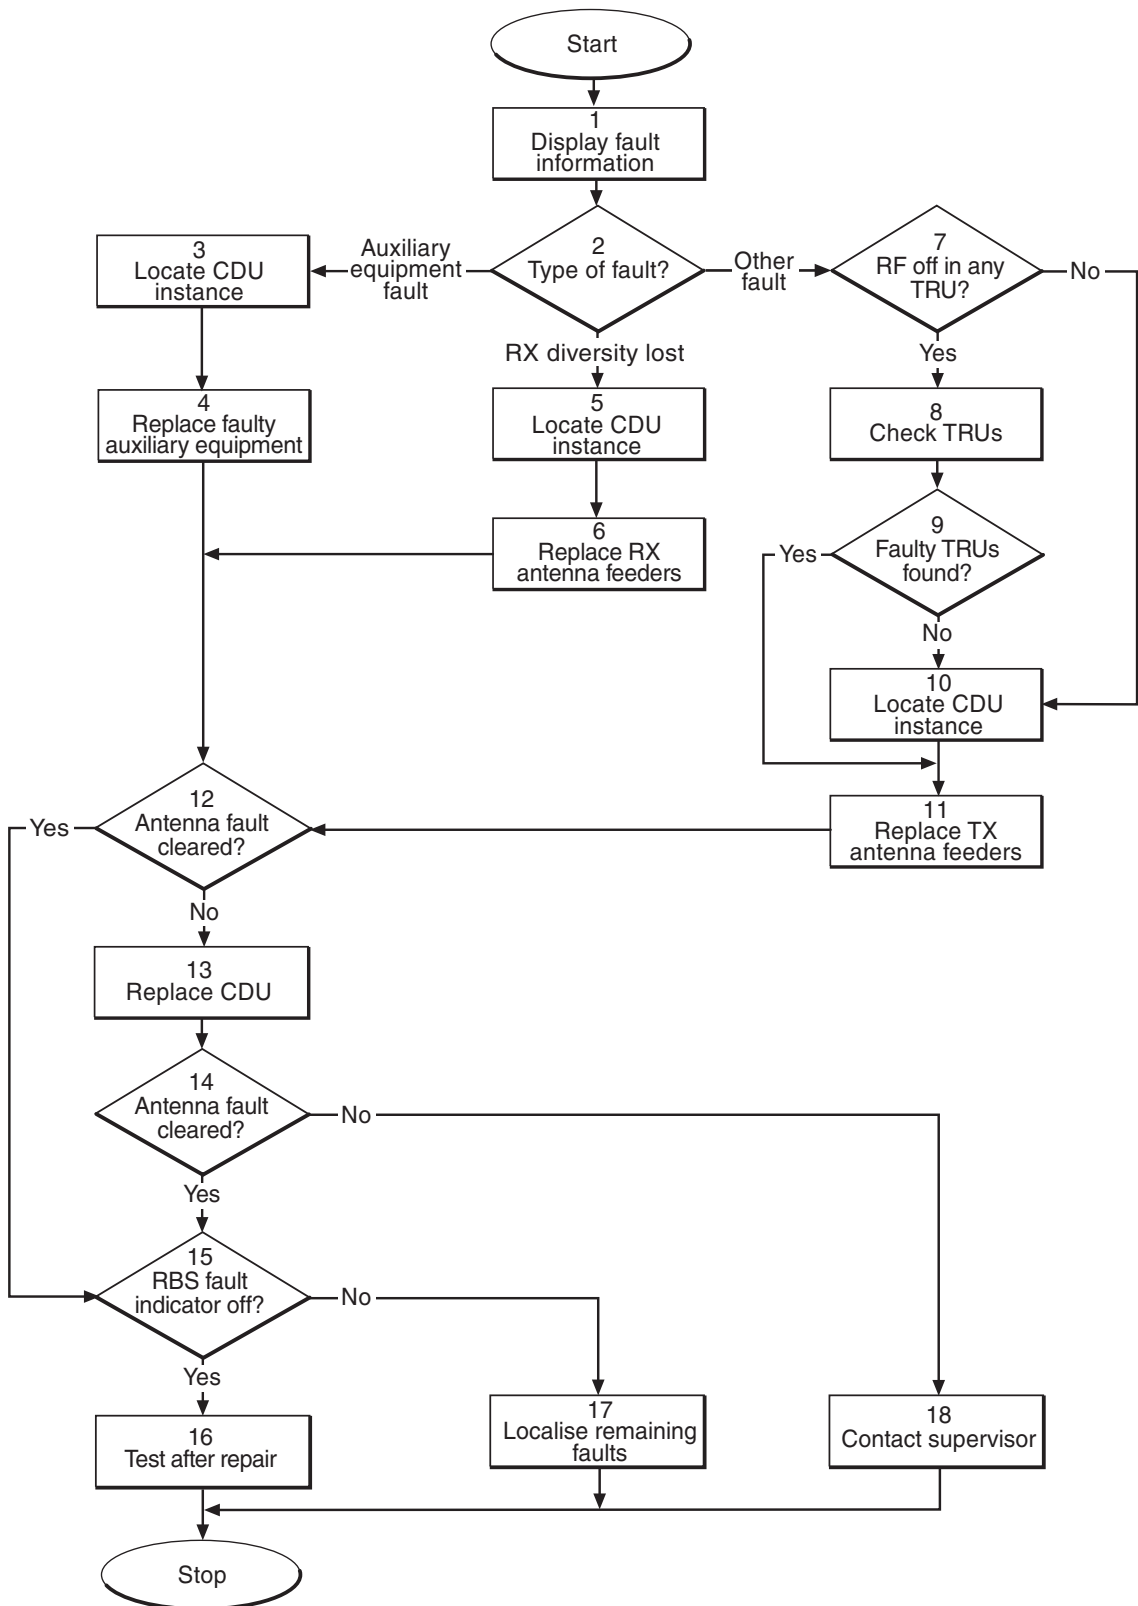 Start
1
Display fault
information
2
Type of fault?
Auxiliary
equipment
fault
Other
fault
RX diversity lost
3
Locate CDU
instance
4
Replace faulty
auxiliary equipment
5
Locate CDU
instance
6
Replace RX
antenna feeders
7
RF off in any
TRU?
No
Yes
8
Check TRUs
9
Faulty TRUs
found?
Yes
No
10
Locate CDU
instance
11
Replace TX
antenna feeders
12
Antenna fault
cleared?
Yes
No
13
Replace CDU
14
Antenna fault
cleared?
No
Yes
15
RBS fault
indicator off?
No
Yes
16
Test after repair
17
Localise remaining
faults
18
Contact supervisor
Stop